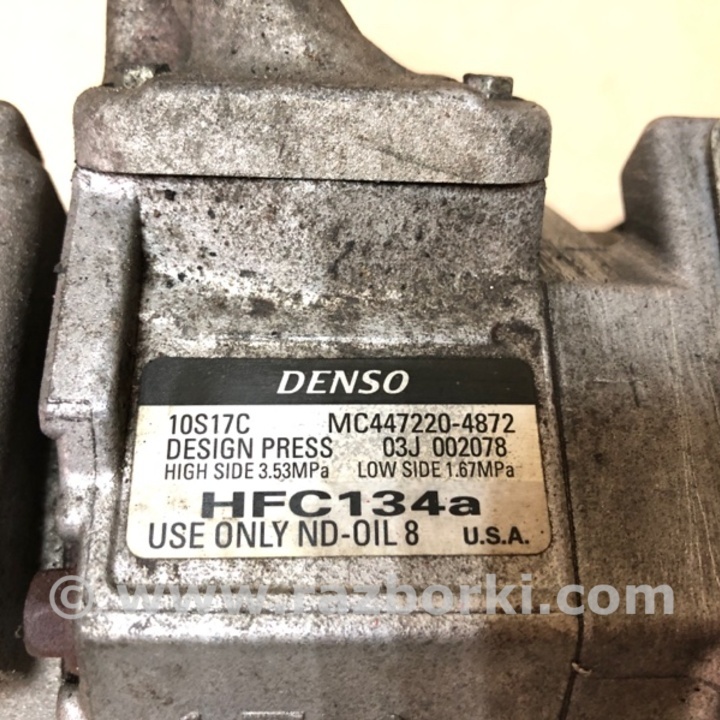 DENSO
10S17C MC447220-4872
DESIGN PRESS 03J 002078
HIGH SIDE 3.53MPa LOW SIDE 1.67MPa
HFC134a
USE ONLY ND-OIL 8 U.S.A.
© www.razborki.com